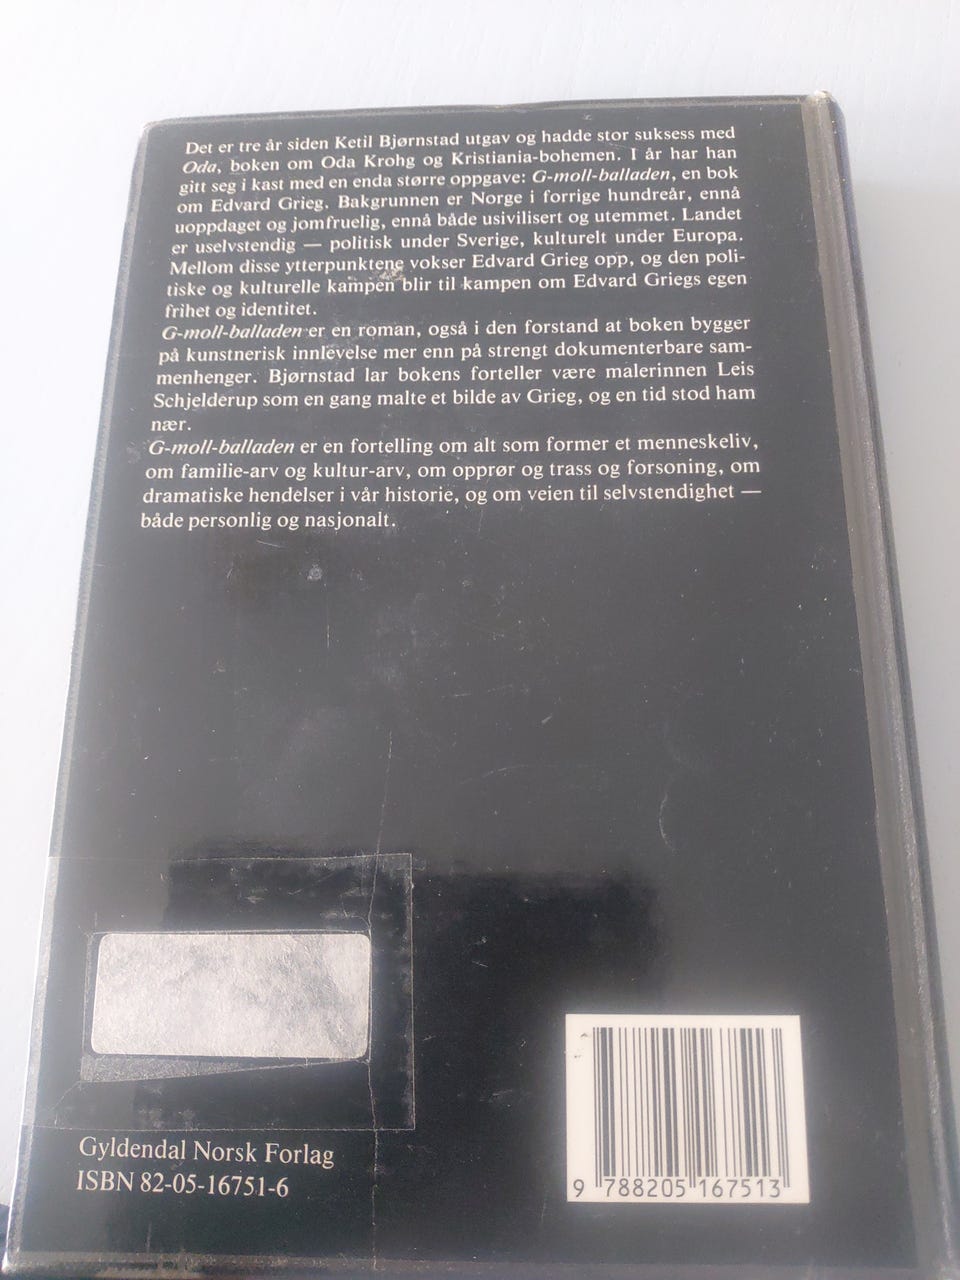 Det er tre år siden Ketil Bjørnstad utgav og hadde stor suksess med
Oda, boken om Oda Krohg og Kristiania-bohemen. I år har han
gitt seg i kast med en enda større oppgave: G-moll-balladen, en bok
om Edvard Grieg. Bakgrunnen er Norge i forrige hundreår, ennå
uoppdaget og jomfruelig, ennå både usivilisert og utemmet. Landet
er uselvstendig — politisk under Sverige, kulturelt under Europa.
Mellom disse ytterpunktene vokser Edvard Grieg opp, og den poli-
tiske og kulturelle kampen blir til kampen om Edvard Griegs egen
frihet og identitet.
G-moll-balladen er en roman, også i den forstand at boken bygger
på kunstnerisk innlevelse mer enn på strengt dokumenterbare sam-
menhenger. Bjørnstad lar bokens forteller være malerinnen Leis
Schjelderup som en gang malte et bilde av Grieg, og en tid stod ham
nær.
G-moll-balladen er en fortelling om alt som former et menneskeliv,
om familie-arv og kultur-arv, om opprør og trass og forsoning, om
dramatiske hendelser i vår historie, og om veien til selvstendighet —
både personlig og nasjonalt.
Gyldendal Norsk Forlag
ISBN 82-05-16751-6
9 788205 167513